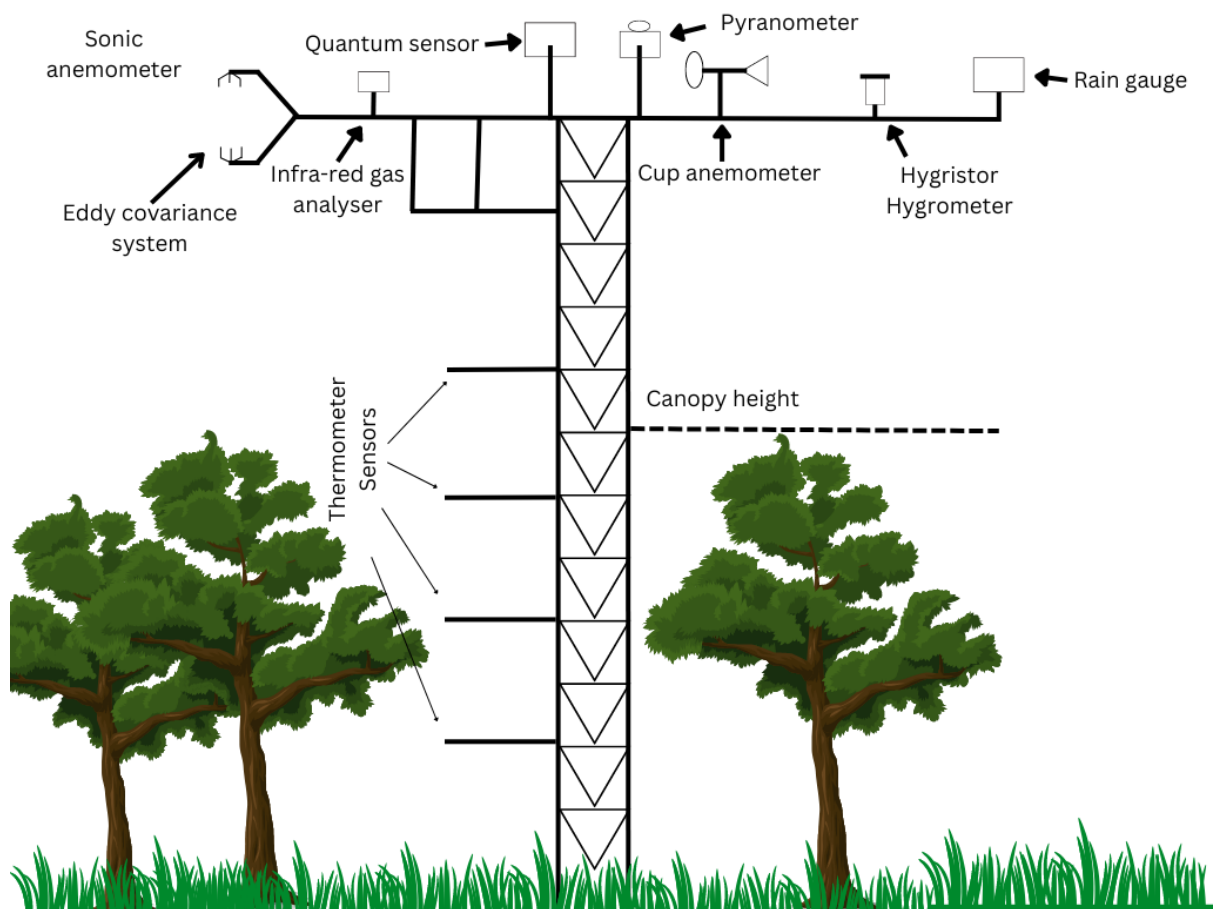 Sonic
anemometer
Quantum sensor
Pyranometer
Rain gauge
Infra-red gas
analyser
Cup anemometer
Hygristor
Hygrometer
Eddy covariance
system
Thermometer
Sensors
Canopy height